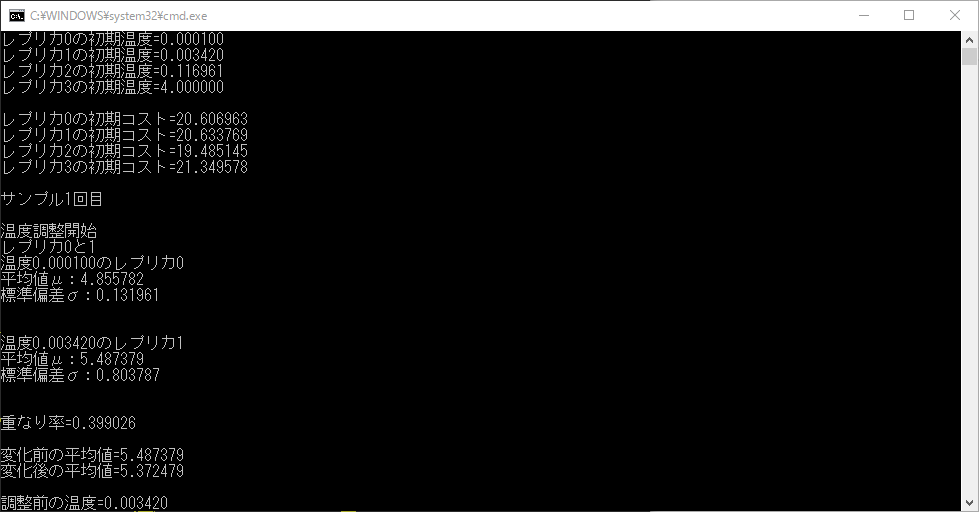 C:¥WINDOWS¥system32¥cmd.exe
レプリカ0の初期温度=0.000100
レプリカ1の初期温度=0.003420
レプリカ2の初期温度=0.116961
レプリカ3の初期温度=4.000000
レプリカ0の初期コスト=20.606963
レプリカ1の初期コスト=20.633769
レプリカ2の初期コスト=19.485145
レプリカ3の初期コスト=21.349578
サンプル1回目
温度調整開始
レプリカ0と1
温度0.000100のレプリカ0
平均値μ:4.855782
標準偏差σ:0.131961
温度0.003420のレプリカ1
平均値μ:5.487379
標準偏差σ:0.803787
重なり率=0.399026
変化前の平均値=5.487379
変化後の平均値=5.372479
調整前の温度=0.003420